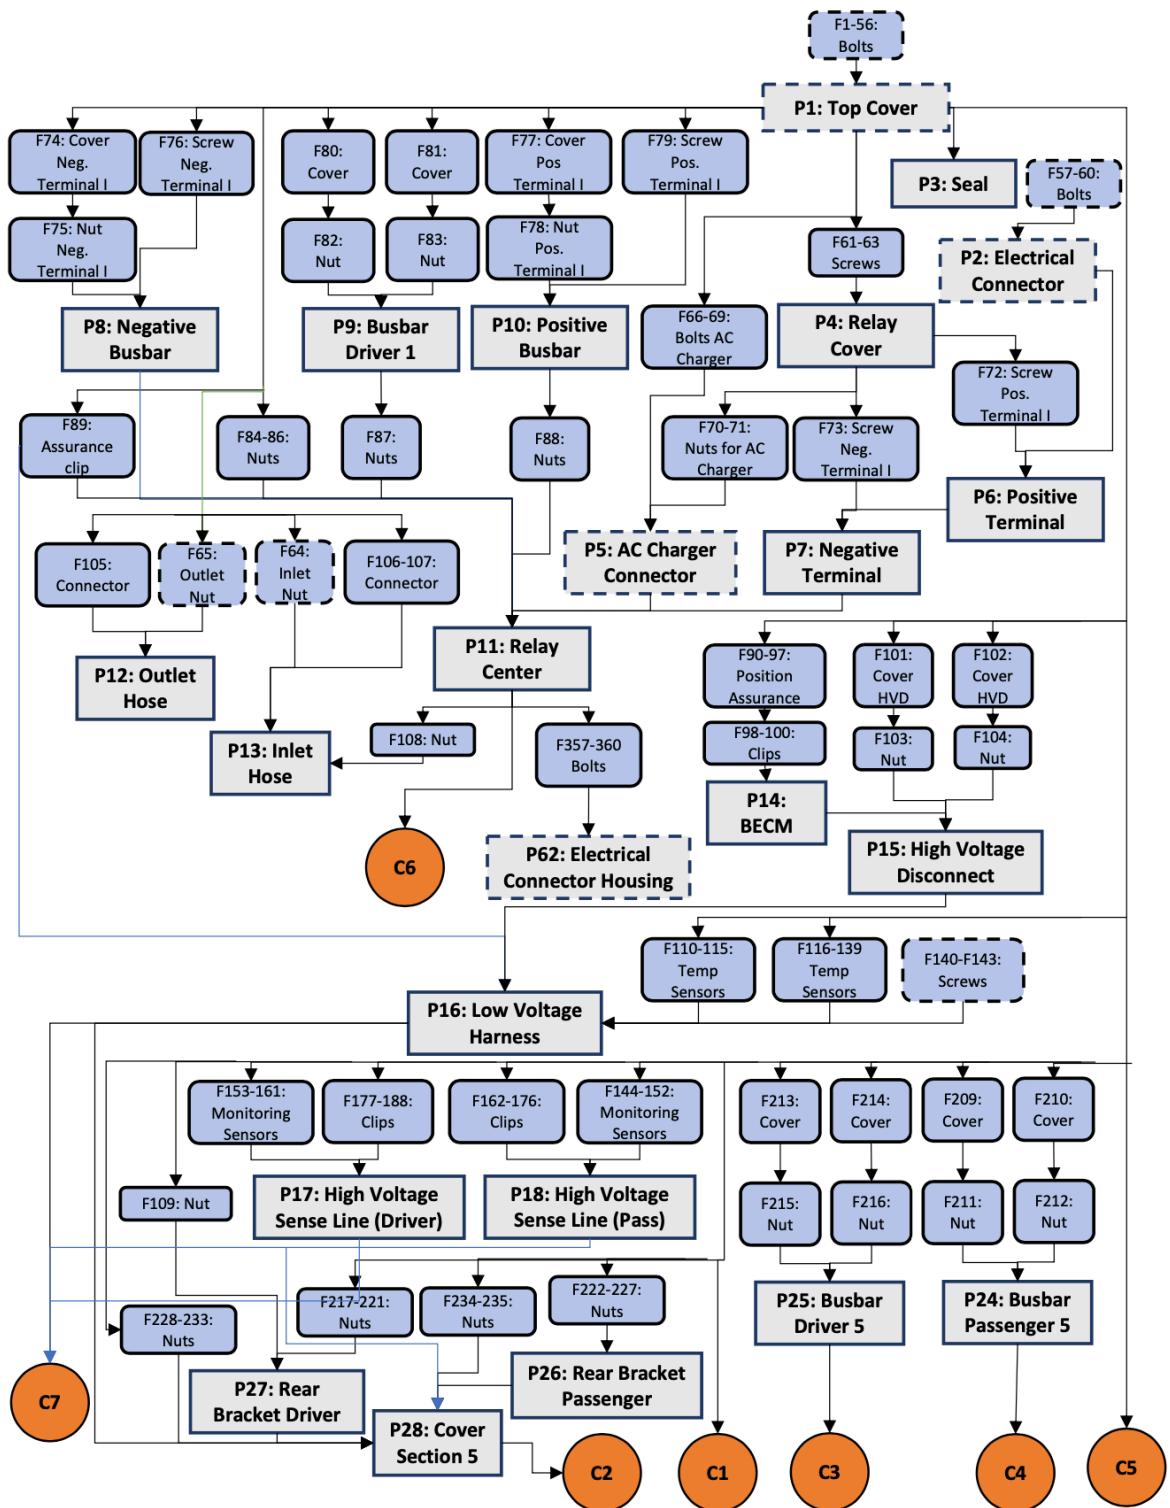 F1-56:
Bolts
P1: Top Cover
F74: Cover
Neg.
Terminal I
F76: Screw
Neg.
Terminal I
F80:
Cover
F81:
Cover
F77: Cover
Pos
Terminal I
F79: Screw
Pos.
Terminal I
P3: Seal
F57-60:
Bolts
F75: Nut
Neg.
Terminal I
F82:
Nut
F83:
Nut
F78: Nut
Pos.
Terminal I
F61-63
Screws
P2: Electrical
Connector
P8: Negative
Busbar
P9: Busbar
Driver 1
P10: Positive
Busbar
F66-69:
Bolts AC
Charger
P4: Relay
Cover
F72: Screw
Pos.
Terminal I
F89:
Assurance
clip
F84-86:
Nuts
F87:
Nuts
F88:
Nuts
F70-71:
Nuts for AC
Charger
F73: Screw
Neg.
Terminal I
P6: Positive
Terminal
F105:
Connector
F65:
Outlet
Nut
F64:
Inlet
Nut
F106-107:
Connector
P5: AC Charger
Connector
P7: Negative
Terminal
P12: Outlet
Hose
P11: Relay
Center
F90-97:
Position
Assurance
F101:
Cover
HVD
F102:
Cover
HVD
P13: Inlet
Hose
F108: Nut
F357-360
Bolts
F98-100:
Clips
F103:
Nut
F104:
Nut
P14:
BECM
C6
P62: Electrical
Connector Housing
P15: High Voltage
Disconnect
F110-115:
Temp
Sensors
F116-139
Temp
Sensors
F140-F143:
Screws
P16: Low Voltage
Harness
F153-161:
Monitoring
Sensors
F177-188:
Clips
F162-176:
Clips
F144-152:
Monitoring
Sensors
F213:
Cover
F214:
Cover
F209:
Cover
F210:
Cover
F109: Nut
P17: High Voltage
Sense Line (Driver)
P18: High Voltage
Sense Line (Pass)
F215:
Nut
F216:
Nut
F211:
Nut
F212:
Nut
F228-233:
Nuts
F217-221:
Nuts
F234-235:
Nuts
F222-227:
Nuts
P25: Busbar
Driver 5
P24: Busbar
Passenger 5
C7
P27: Rear
Bracket Driver
P26: Rear Bracket
Passenger
P28: Cover
Section 5
C2
C1
C3
C4
C5